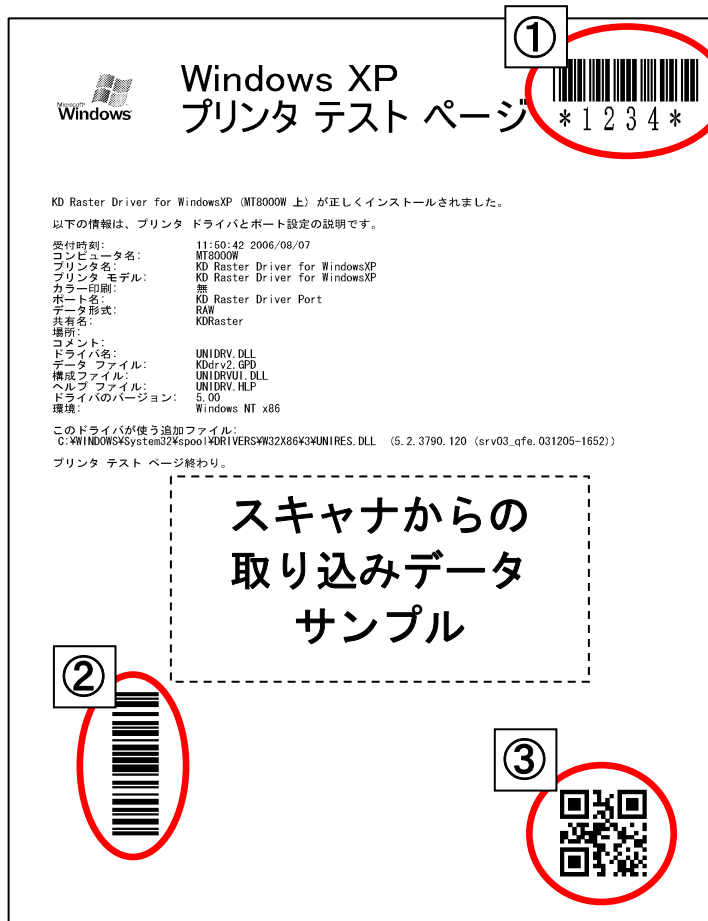 ①
Windows XP
プリンタ テスト ページ
Microsoft
Windows
*1234*
KD Raster Driver for WindowsXP (MT8000W 上) が正しくインストールされました。
以下の情報は、プリンタ ドライバとポート設定の説明です。
受付時刻: 11:50:42 2006/08/07
コンピュータ名: MT8000W
プリンタ名: KD Raster Driver for WindowsXP
プリンタ モデル: KD Raster Driver for WindowsXP
カラー印刷: 無
ポート名: KD Raster Driver Port
データ形式: RAW
共有名: KDRaster
場所:
コメント:
ドライバ名: UNIDRV.DLL
データ ファイル: KDdrv2.GPD
構成ファイル: UNIDRVUI.DLL
ヘルプ ファイル: UNIDRV.HLP
ドライバのバージョン: 5.00
環境: Windows NT x86
このドライバが使う追加ファイル:
C:¥WINDOWS¥System32¥spool¥DRIVERS¥W32X86¥3¥UNIRES.DLL (5.2.3790.120 (srv03_qfe.031205-1652))
プリンタ テスト ページ終わり。
スキャナからの
取り込みデータ
サンプル
②
③